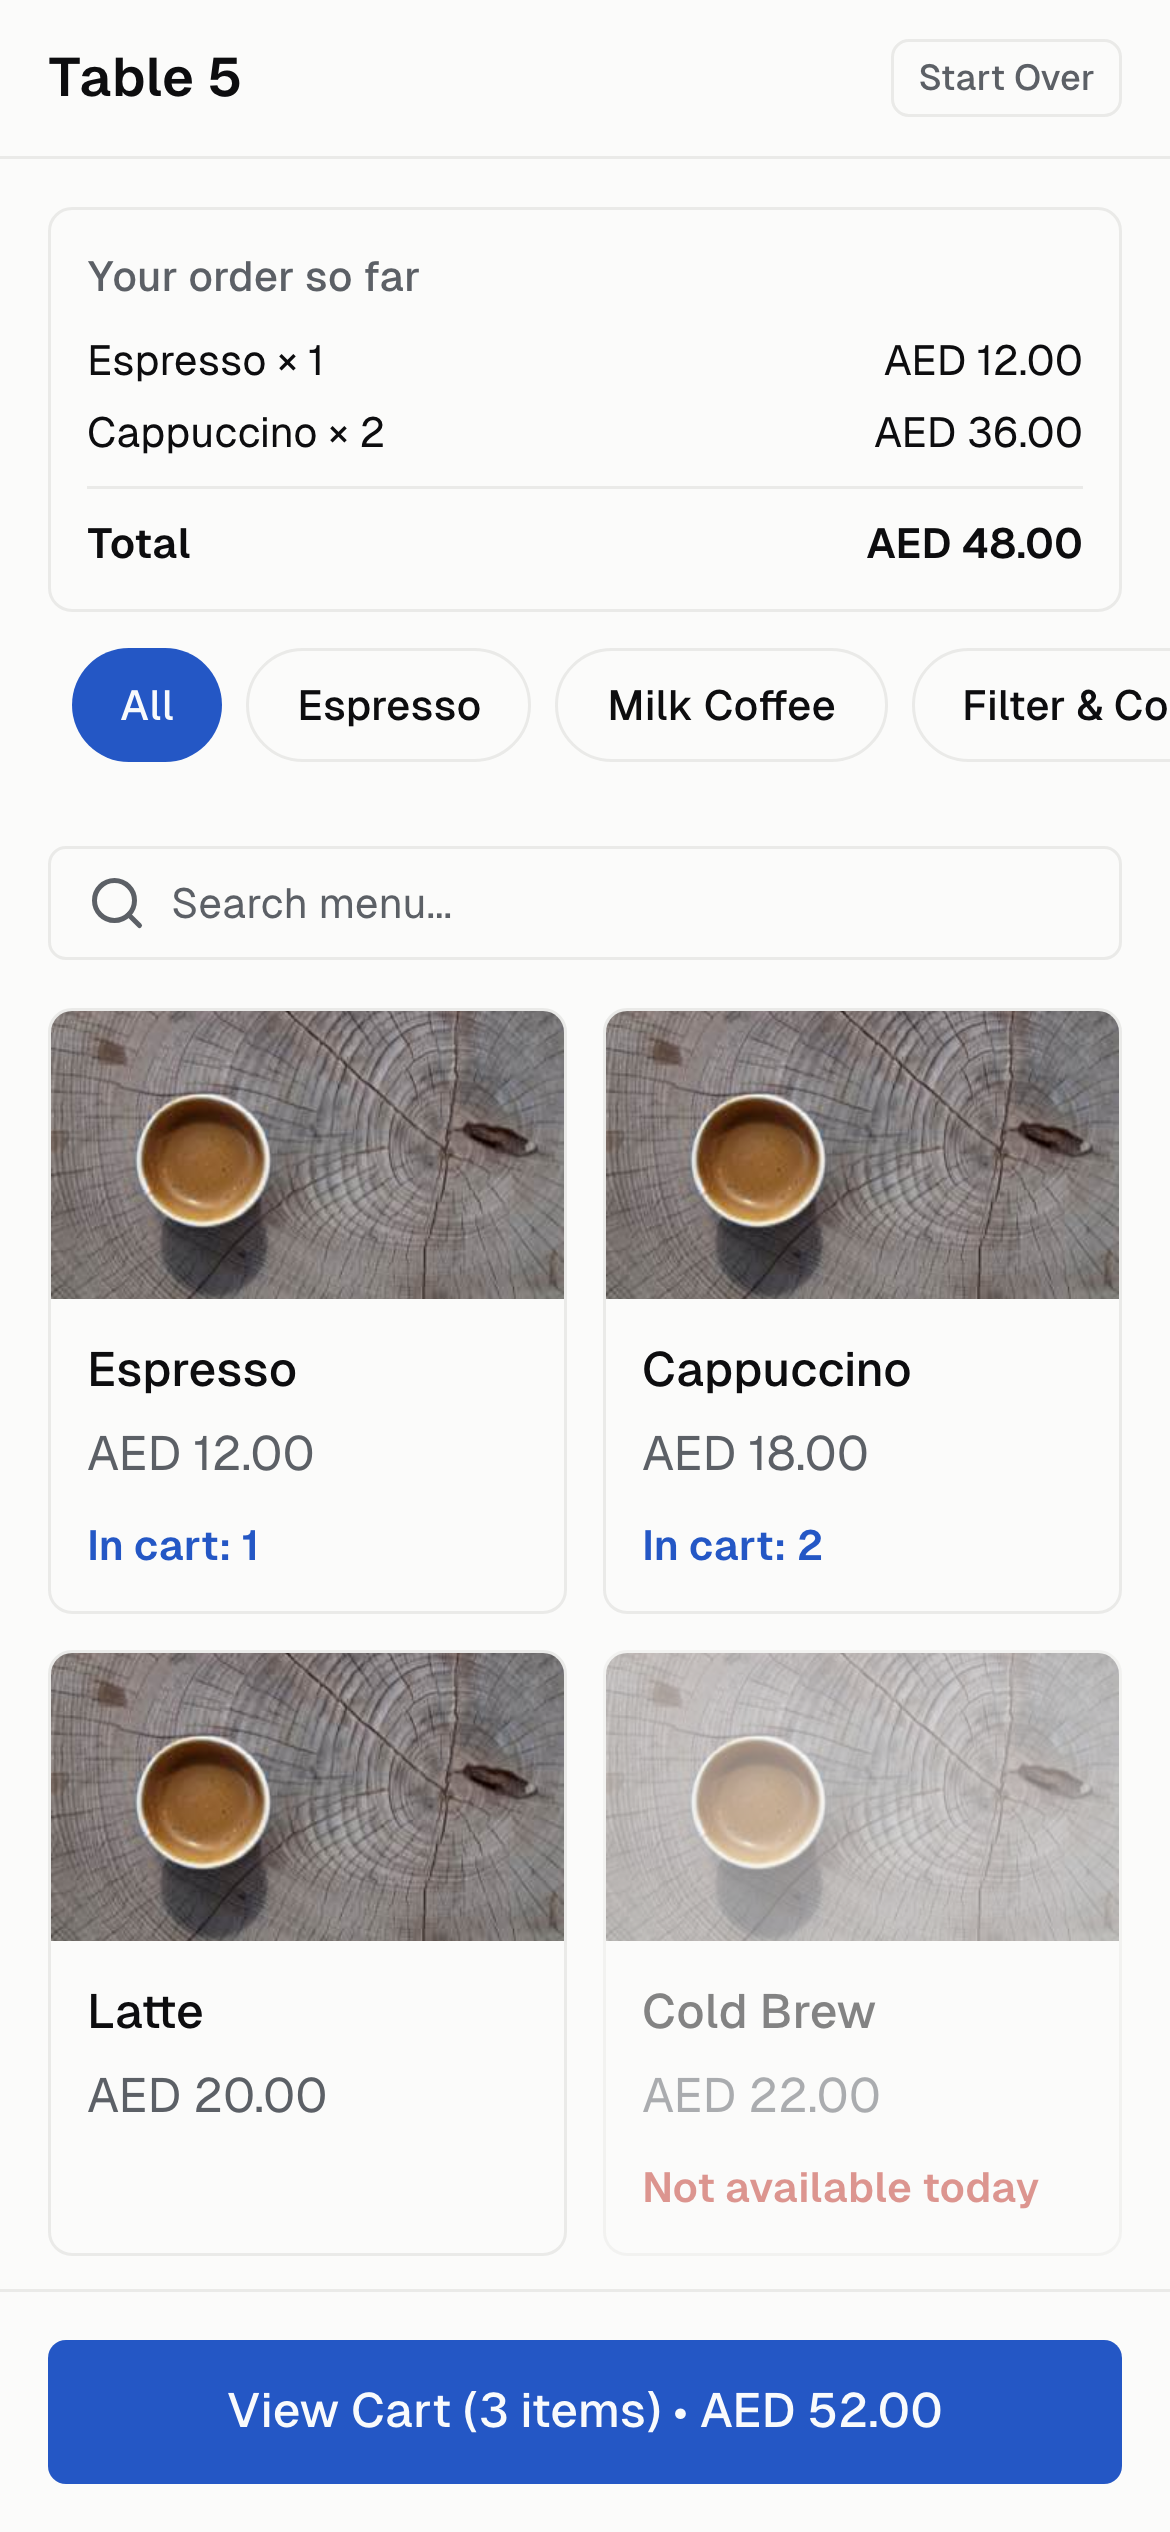 Table 5
Start Over
Your order so far
Espresso × 1 AED 12.00
Cappuccino × 2 AED 36.00
Total AED 48.00
All Espresso Milk Coffee Filter & Co
Search menu...
Espresso
AED 12.00
In cart: 1
Cappuccino
AED 18.00
In cart: 2
Latte
AED 20.00
Cold Brew
AED 22.00
Not available today
View Cart (3 items) • AED 52.00